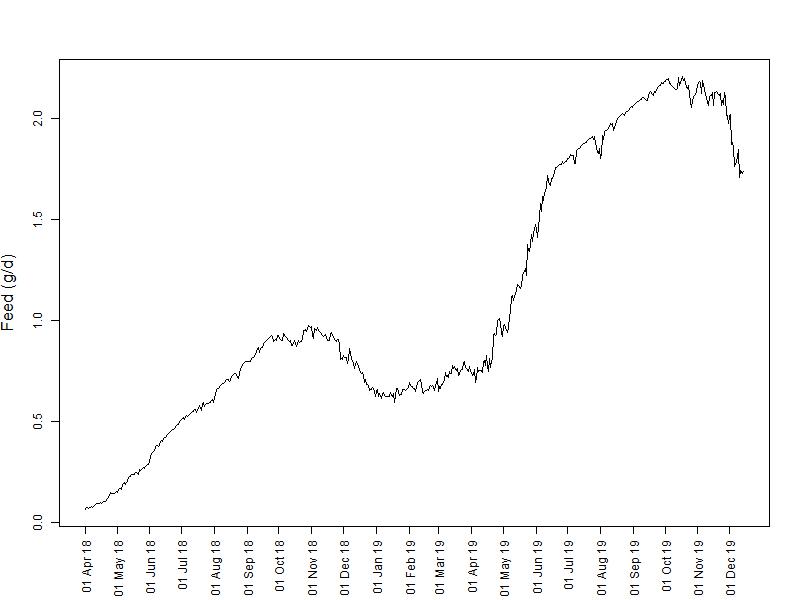 Feed (g/d)
2.0
1.5
1.0
0.5
0.0
01 Apr 18
01 May 18
01 Jun 18
01 Jul 18
01 Aug 18
01 Sep 18
01 Oct 18
01 Nov 18
01 Dec 18
01 Jan 19
01 Feb 19
01 Mar 19
01 Apr 19
01 May 19
01 Jun 19
01 Jul 19
01 Aug 19
01 Sep 19
01 Oct 19
01 Nov 19
01 Dec 19